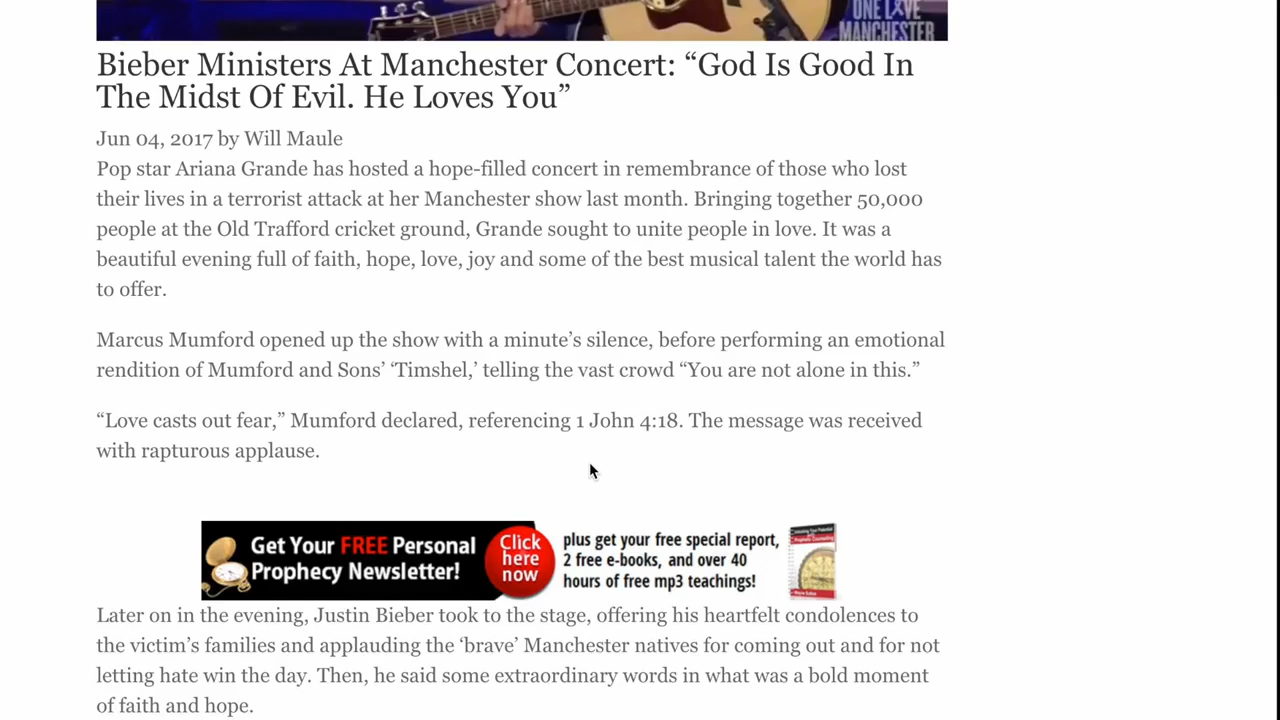 ONE LOVE
MANCHESTER
Bieber Ministers At Manchester Concert: “God Is Good In
The Midst Of Evil. He Loves You”
Jun 04, 2017 by Will Maule
Pop star Ariana Grande has hosted a hope-filled concert in remembrance of those who lost
their lives in a terrorist attack at her Manchester show last month. Bringing together 50,000
people at the Old Trafford cricket ground, Grande sought to unite people in love. It was a
beautiful evening full of faith, hope, love, joy and some of the best musical talent the world has
to offer.
Marcus Mumford opened up the show with a minute’s silence, before performing an emotional
rendition of Mumford and Sons’ ‘Timshel,’ telling the vast crowd “You are not alone in this.”
“Love casts out fear,” Mumford declared, referencing 1 John 4:18. The message was received
with rapturous applause.
Get Your FREE Personal
Prophecy Newsletter!
Click
here
now
plus get your free special report,
2 free e-books, and over 40
hours of free mp3 teachings!
Later on in the evening, Justin Bieber took to the stage, offering his heartfelt condolences to
the victim’s families and applauding the ‘brave’ Manchester natives for coming out and for not
letting hate win the day. Then, he said some extraordinary words in what was a bold moment
of faith and hope.